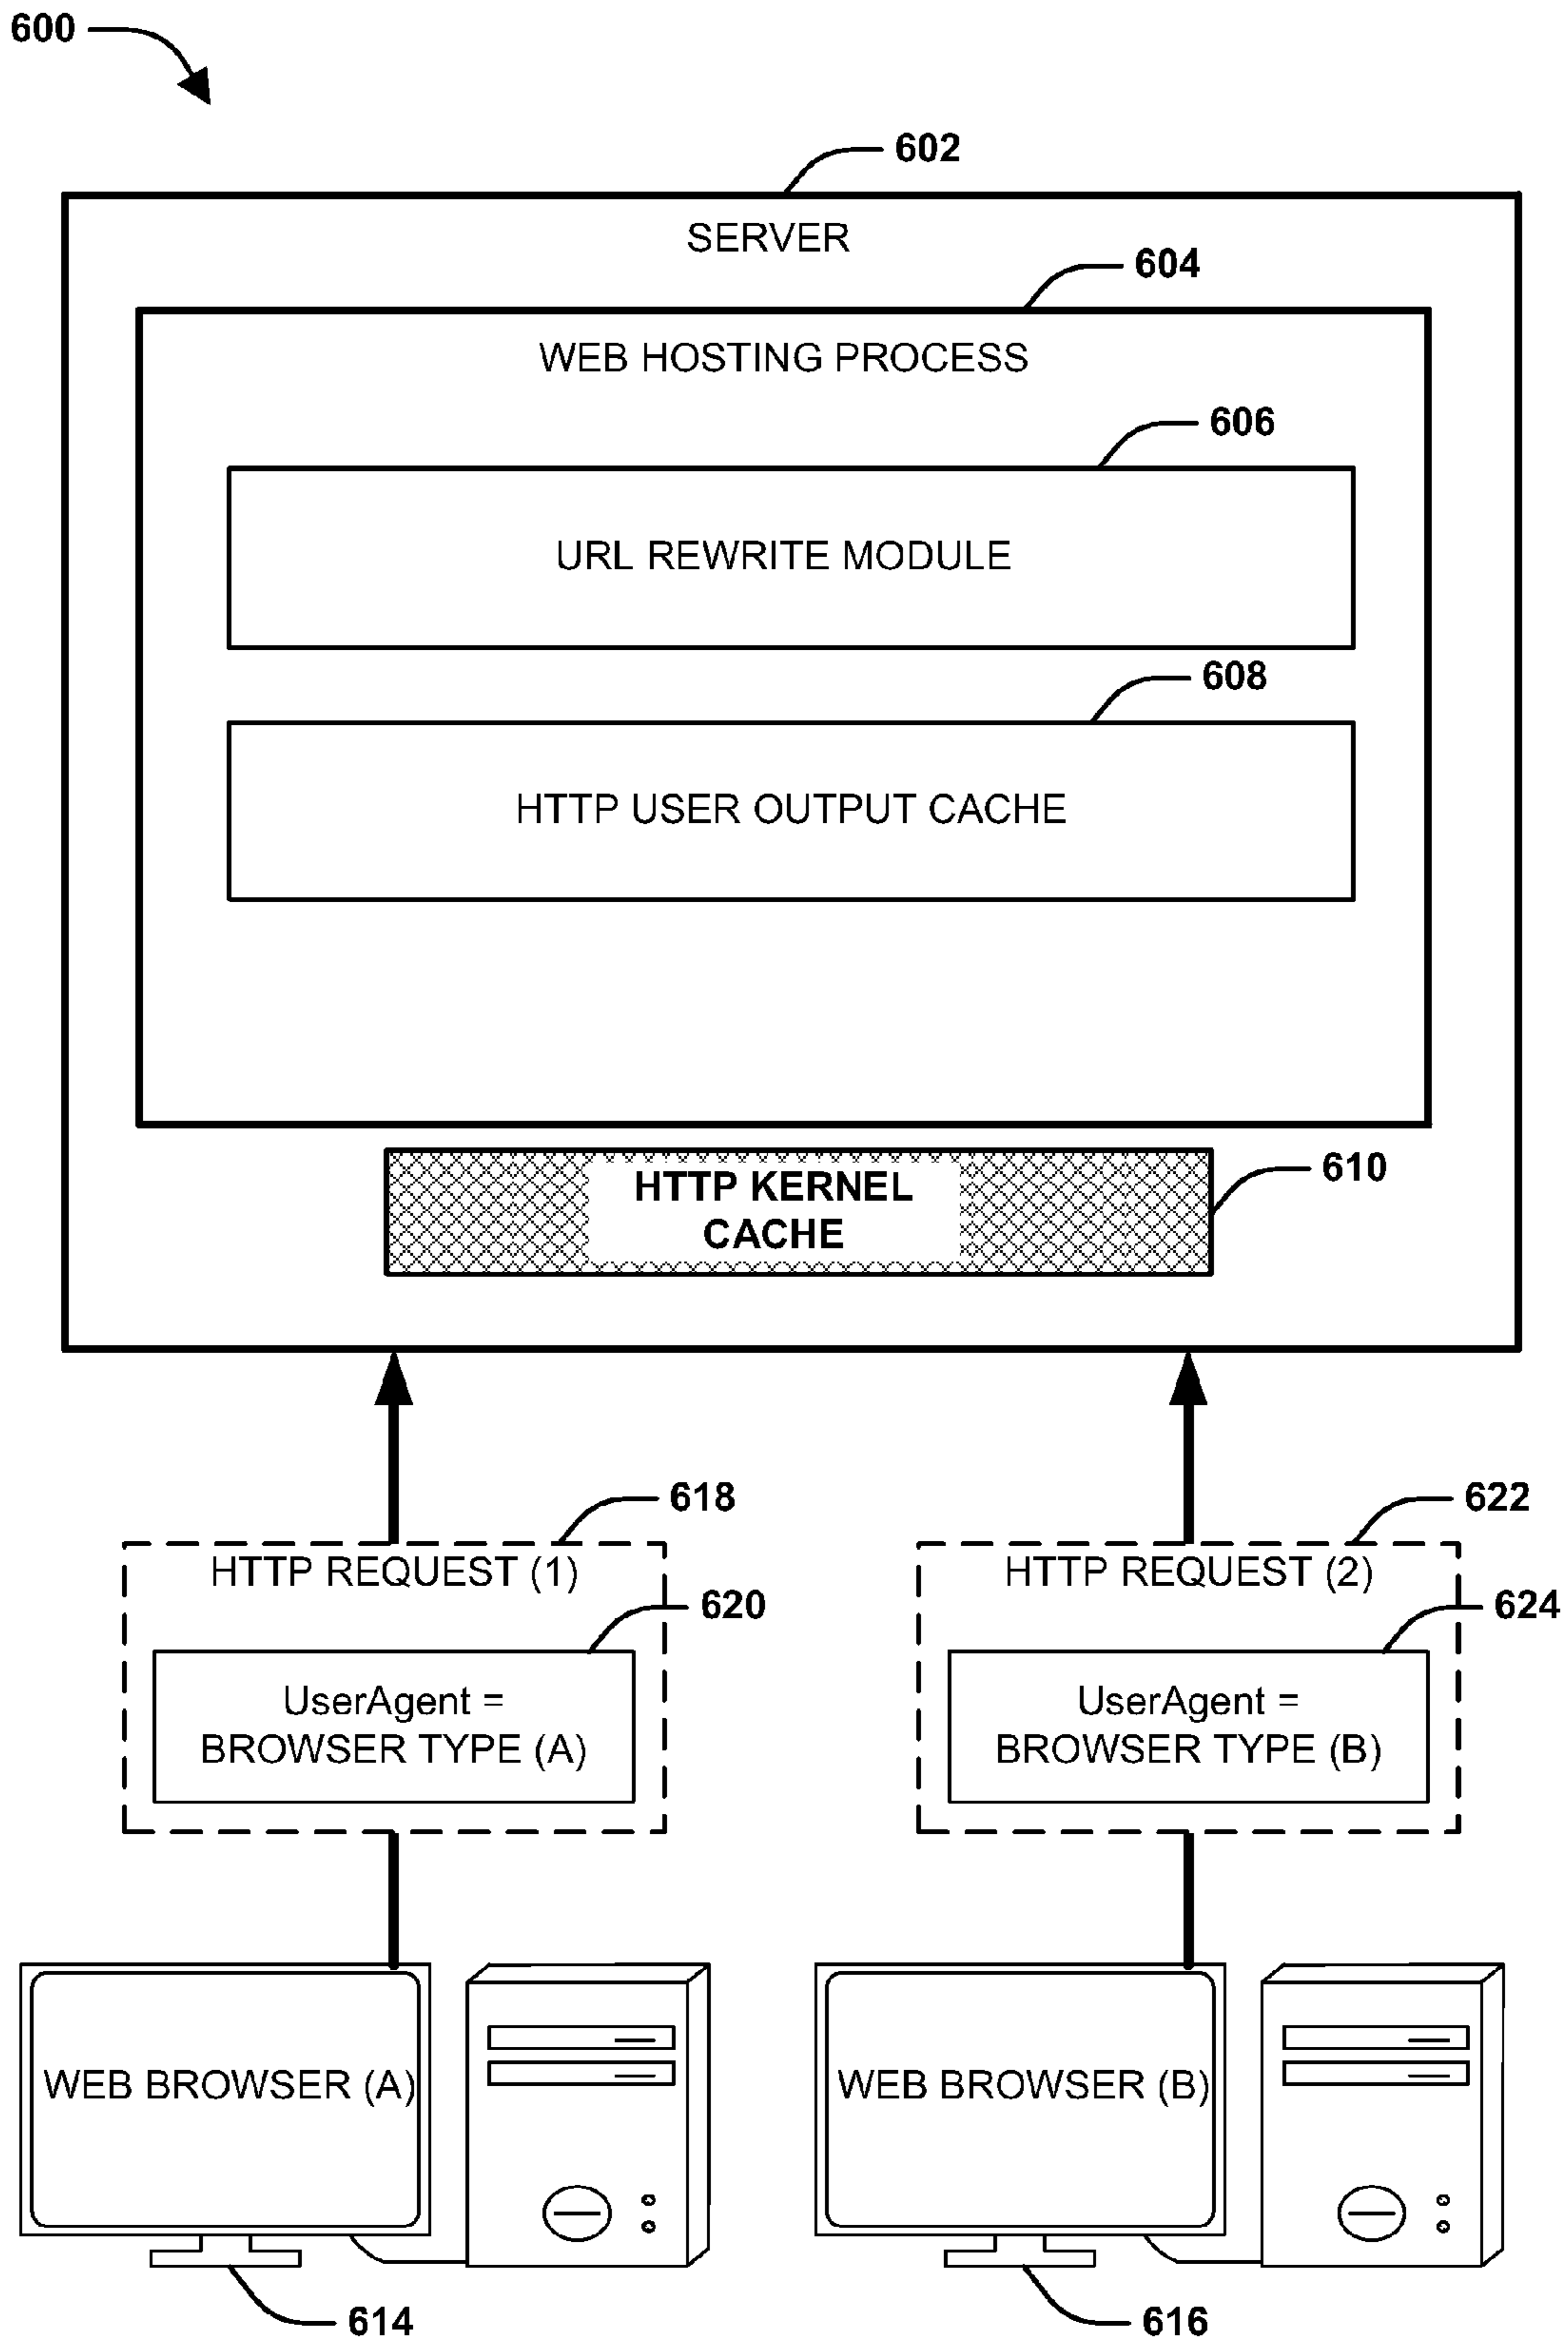 600
602
SERVER
604
WEB HOSTING PROCESS
606
URL REWRITE MODULE
608
HTTP USER OUTPUT CACHE
HTTP KERNEL
CACHE
610
618
HTTP REQUEST (1)
620
UserAgent =
BROWSER TYPE (A)
622
HTTP REQUEST (2)
624
UserAgent =
BROWSER TYPE (B)
WEB BROWSER (A)
614
WEB BROWSER (B)
616